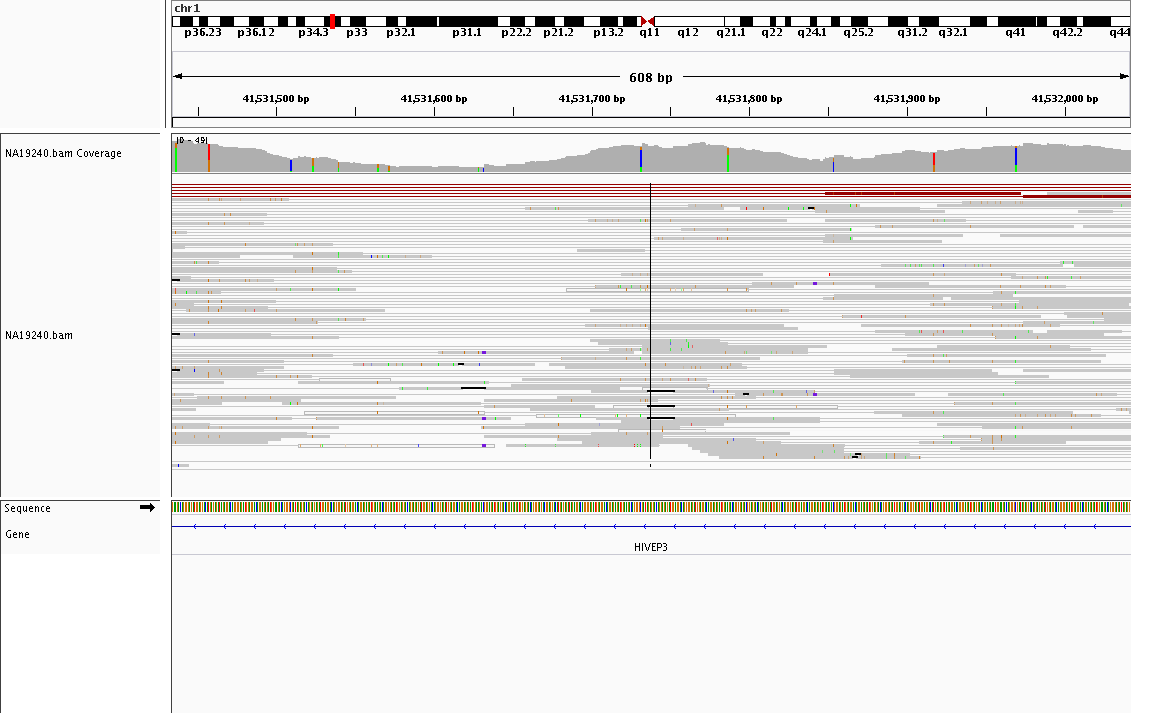 chr1
p36.23 p36.12 p34.3 p33 p32.1 p31.1 p22.2 p21.2 p13.2 q11 q12 q21.1 q22 q24.1 q25.2 q31.2 q32.1 q41 q42.2 q44
608 bp
41,531,500 bp 41,531,600 bp 41,531,700 bp 41,531,800 bp 41,531,900 bp 41,532,000 bp
[0 - 49]
NA19240.bam Coverage
NA19240.bam
Sequence
Gene
HIVEP3